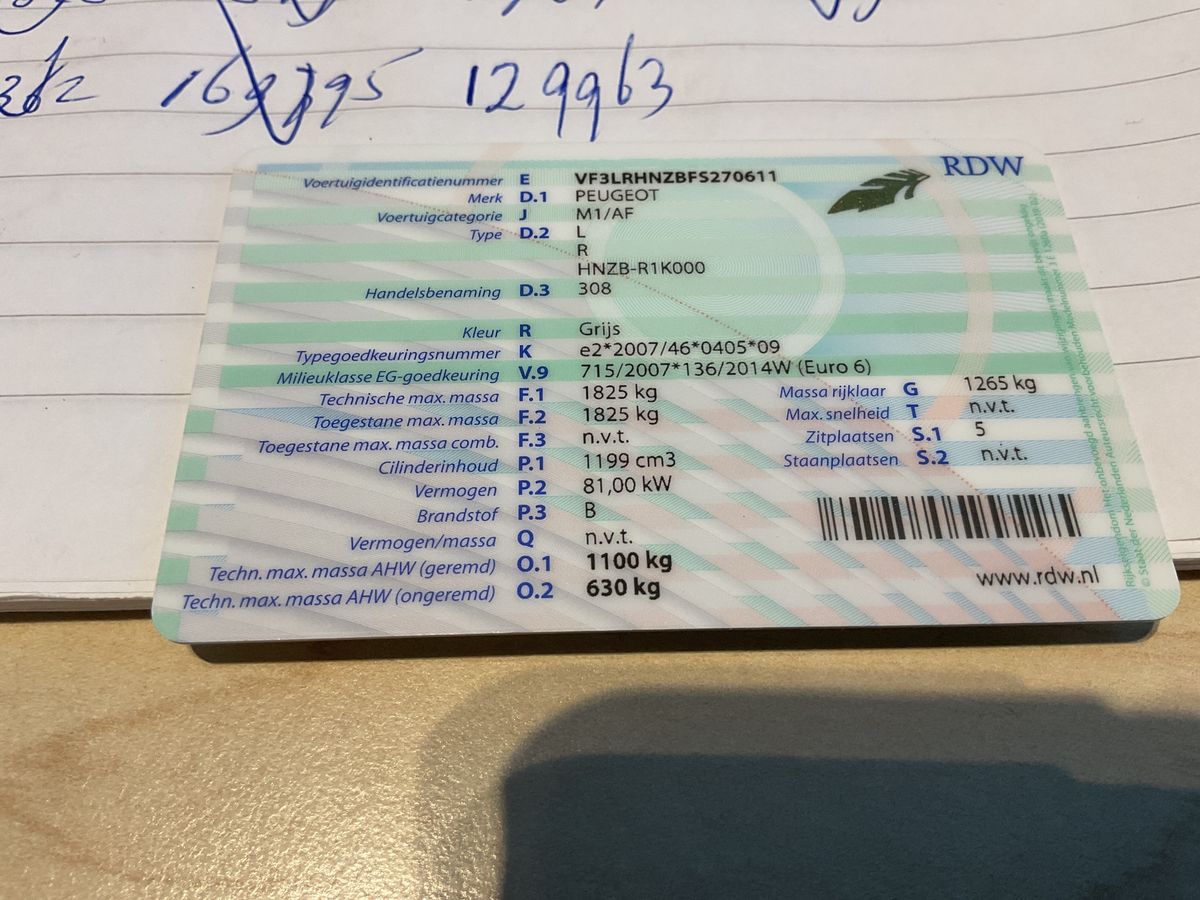 129963
RDW
Voertuigidentificatienummer E VF3LRHNZBFS270611
Merk D.1 PEUGEOT
Voertuigcategorie J M1/AF
Type D.2 L
R
HNZB-R1K000
Handelsbenaming D.3 308
Kleur R Grijs
Typegoedkeuringsnummer K e2*2007/46*0405*09
Milieuklasse EG-goedkeuring V.9 715/2007*136/2014W (Euro 6)
Technische max. massa F.1 1825 kg Massa rijklaar G 1265 kg
Toegestane max. massa F.2 1825 kg Max. snelheid T n.v.t.
Toegestane max. massa comb. F.3 n.v.t. Zitplaatsen S.1 5
Cilinderinhoud P.1 1199 cm3 Staanplaatsen S.2 n.v.t.
Vermogen P.2 81,00 kW
Brandstof P.3 B
Vermogen/massa Q n.v.t.
Techn. max. massa AHW (geremd) O.1 1100 kg
Techn. max. massa AHW (ongeremd) O.2 630 kg
www.rdw.nl
© Staat der Nederlanden